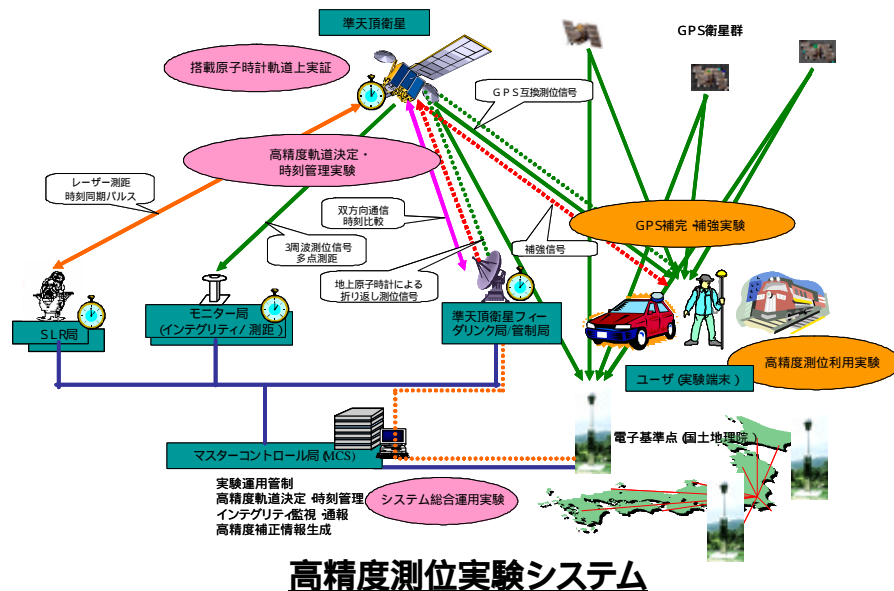 準天頂衛星
GPS衛星群
搭載原子時計軌道上実証
GPS互換測位信号
高精度軌道決定・
時刻管理実験
レーザー測距
時刻同期パルス
双方向通信
時刻比較
GPS補完・補強実験
3周波測位信号
多点測距
補強信号
地上原子時計による
折り返し測位信号
SLR局
モニター局
(インテグリティ/測距)
準天頂衛星フィー
ダリンク局/管制局
高精度測位利用実験
ユーザ(実験端末)
電子基準点(国土地理院)
マスターコントロール局(MCS)
実験運用管制
高精度軌道決定・時刻管理
インテグリティ監視・通報
高精度補正情報生成
システム総合運用実験
高精度測位実験システム